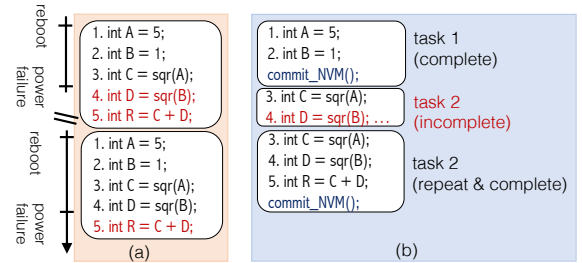 reboot
power
failure
reboot
power
failure
1. int A = 5;
2. int B = 1;
3. int C = sqr(A);
4. int D = sqr(B);
5. int R = C + D;
1. int A = 5;
2. int B = 1;
3. int C = sqr(A);
4. int D = sqr(B);
5. int R = C + D;
(a)
1. int A = 5;
2. int B = 1;
commit_NVM();
task 1
(complete)
3. int C = sqr(A);
4. int D = sqr(B); ...
task 2
(incomplete)
3. int C = sqr(A);
4. int D = sqr(B);
5. int R = C + D;
commit_NVM();
task 2
(repeat & complete)
(b)